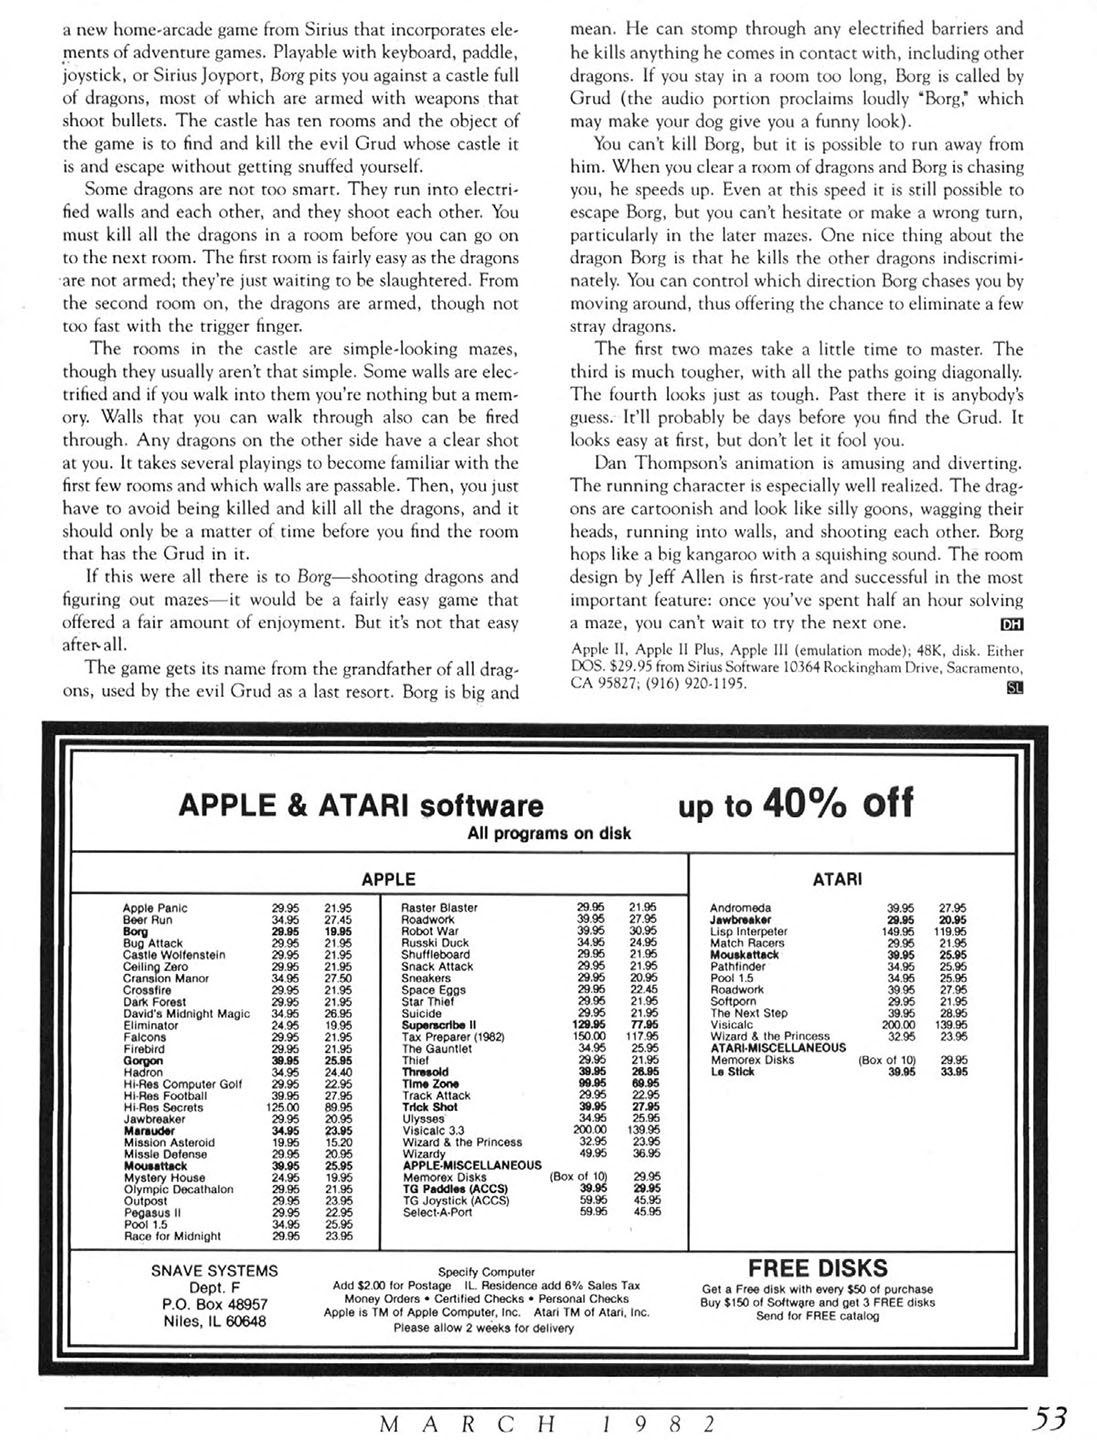 a new home-arcade game from Sirius that incorporates ele-
ments of adventure games. Playable with keyboard, paddle,
joystick, or Sirius Joyport, Borg pits you against a castle full
of dragons, most of which are armed with weapons that
shoot bullets. The castle has ten rooms and the object of
the game is to find and kill the evil Grud whose castle it
is and escape without getting snuffed yourself.
Some dragons are not too smart. They run into electri-
fied walls and each other, and they shoot each other. You
must kill all the dragons in a room before you can go on
to the next room. The first room is fairly easy as the dragons
are not armed; they're just waiting to be slaughtered. From
the second room on, the dragons are armed, though not
too fast with the trigger finger.
The rooms in the castle are simple-looking mazes,
though they usually aren't that simple. Some walls are elec-
trified and if you walk into them you're nothing but a mem-
ory. Walls that you can walk through also can be fired
through. Any dragons on the other side have a clear shot
at you. It takes several playings to become familiar with the
first few rooms and which walls are passable. Then, you just
have to avoid being killed and kill all the dragons, and it
should only be a matter of time before you find the room
that has the Grud in it.
If this were all there is to Borg—shooting dragons and
figuring out mazes—it would be a fairly easy game that
offered a fair amount of enjoyment. But it's not that easy
after all.
The game gets its name from the grandfather of all drag-
ons, used by the evil Grud as a last resort. Borg is big and
mean. He can stomp through any electrified barriers and
he kills anything he comes in contact with, including other
dragons. If you stay in a room too long, Borg is called by
Grud (the audio portion proclaims loudly "Borg," which
may make your dog give you a funny look).
You can't kill Borg, but it is possible to run away from
him. When you clear a room of dragons and Borg is chasing
you, he speeds up. Even at this speed it is still possible to
escape Borg, but you can't hesitate or make a wrong turn,
particularly in the later mazes. One nice thing about the
dragon Borg is that he kills the other dragons indiscrimi-
nately. You can control which direction Borg chases you by
moving around, thus offering the chance to eliminate a few
stray dragons.
The first two mazes take a little time to master. The
third is much tougher, with all the paths going diagonally.
The fourth looks just as tough. Past there it is anybody's
guess. It'll probably be days before you find the Grud. It
looks easy at first, but don't let it fool you.
Dan Thompson's animation is amusing and diverting.
The running character is especially well realized. The drag-
ons are cartoonish and look like silly goons, wagging their
heads, running into walls, and shooting each other. Borg
hops like a big kangaroo with a squishing sound. The room
design by Jeff Allen is first-rate and successful in the most
important feature: once you've spent half an hour solving
a maze, you can't wait to try the next one. DH
Apple II, Apple II Plus, Apple III (emulation mode); 48K, disk. Either
DOS. $29.95 from Sirius Software 10364 Rockingham Drive, Sacramento,
CA 95827; (916) 920-1195. SL
APPLE & ATARI software up to 40% off
All programs on disk
APPLE
Apple Panic 29.95 21.95
Beer Run 34.95 27.45
Borg 29.95 19.95
Bug Attack 29.95 21.95
Castle Wolfenstein 29.95 21.95
Ceiling Zero 29.95 21.95
Cranston Manor 34.95 27.50
Crossfire 29.95 21.95
Dark Forest 29.95 21.95
David's Midnight Magic 34.95 26.95
Eliminator 24.95 19.95
Falcons 29.95 21.95
Firebird 29.95 21.95
Gorgon 39.95 25.95
Hadron 34.95 24.40
Hi-Res Computer Golf 29.95 22.95
Hi-Res Football 39.95 27.95
Hi-Res Secrets 125.00 89.95
Jawbreaker 29.95 20.95
Marauder 34.95 23.95
Mission Asteroid 19.95 15.20
Missle Defense 29.95 20.95
Mousattack 39.95 25.95
Mystery House 24.95 19.95
Olympic Decathalon 29.95 21.95
Outpost 29.95 23.95
Pegasus II 29.95 22.95
Pool 1.5 34.95 25.95
Race for Midnight 29.95 23.95
Raster Blaster 29.95 21.95
Roadwork 39.95 27.95
Robot War 39.95 30.95
Russki Duck 34.95 24.95
Shuffleboard 29.95 21.95
Snack Attack 29.95 21.95
Sneakers 29.95 20.95
Space Eggs 29.95 22.45
Star Thief 29.95 21.95
Suicide 29.95 21.95
Superscribe II 129.95 77.95
Tax Preparer (1982) 150.00 117.95
The Gauntlet 34.95 25.95
Thief 29.95 21.95
Thresold 39.95 26.95
Time Zone 99.95 69.95
Track Attack 29.95 22.95
Trick Shot 39.95 27.95
Ulysses 34.95 25.95
Visicalc 3.3 200.00 139.95
Wizard & the Princess 32.95 23.95
Wizardy 49.95 36.95
APPLE-MISCELLANEOUS
Memorex Disks (Box of 10) 29.95
TG Paddles (ACCS) 39.95 29.95
TG Joystick (ACCS) 59.95 45.95
Select-A-Port 59.95 45.95
ATARI
Andromeda 39.95 27.95
Jawbreaker 29.95 20.95
Lisp Interpeter 149.95 119.95
Match Racers 29.95 21.95
Mouskattack 39.95 25.95
Pathfinder 34.95 25.95
Pool 1.5 34.95 25.95
Roadwork 39.95 27.95
Softporn 29.95 21.95
The Next Step 39.95 28.95
Visicalc 200.00 139.95
Wizard & the Princess 32.95 23.95
ATARI-MISCELLANEOUS
Memorex Disks (Box of 10) 29.95
Le Stick 39.95 33.95
SNAVE SYSTEMS
Dept. F
P.O. Box 48957
Niles, IL 60648
Specify Computer
Add $2.00 for Postage IL. Residence add 6% Sales Tax
Money Orders • Certified Checks • Personal Checks
Apple is TM of Apple Computer, Inc. Atari TM of Atari, Inc.
Please allow 2 weeks for delivery
FREE DISKS
Get a Free disk with every $50 of purchase
Buy $150 of Software and get 3 FREE disks
Send for FREE catalog
MARCH 1982 53